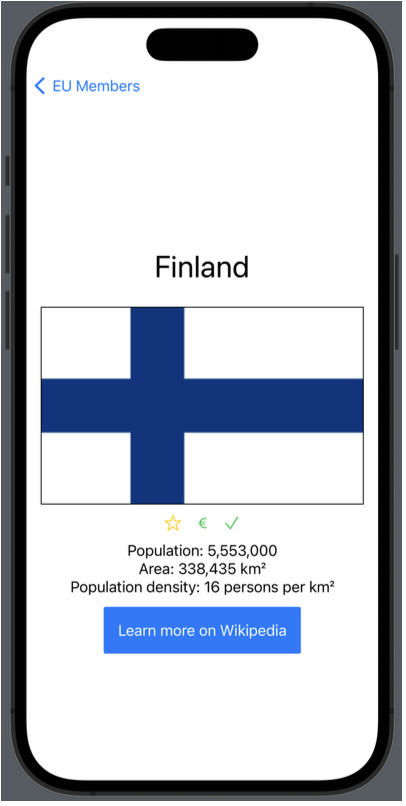 EU Members
Finland
€
Population: 5,553,000
Area: 338,435 km²
Population density: 16 persons per km²
Learn more on Wikipedia